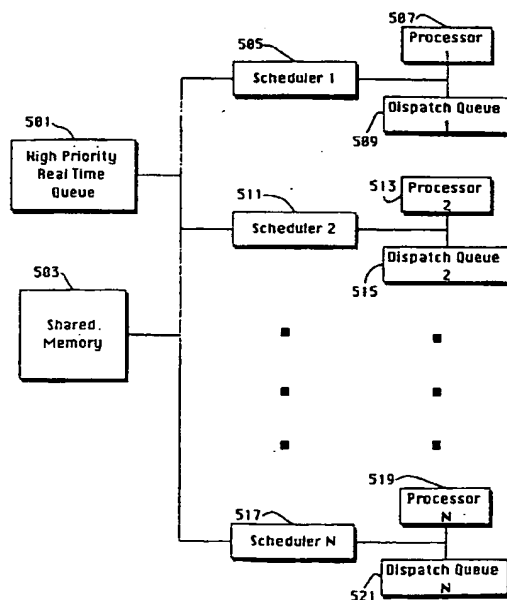 507
Processor
1
505
Scheduler 1
Dispatch Queue
1
509
501
High Priority
Real Time
Queue
513
Processor
2
511
Scheduler 2
Dispatch Queue
2
515
503
Shared.
Memory
519
Processor
N
517
Scheduler N
Dispatch Queue
N
521